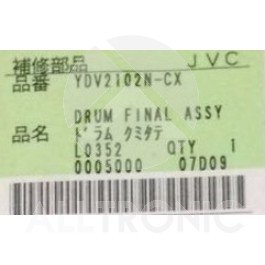 補修部品 JVC
品番 YDV2102N-CX
DRUM FINAL ASSY
品名 ドラム クミタテ
L0352 QTY 1
0005000 07D09
ALLTRONIC